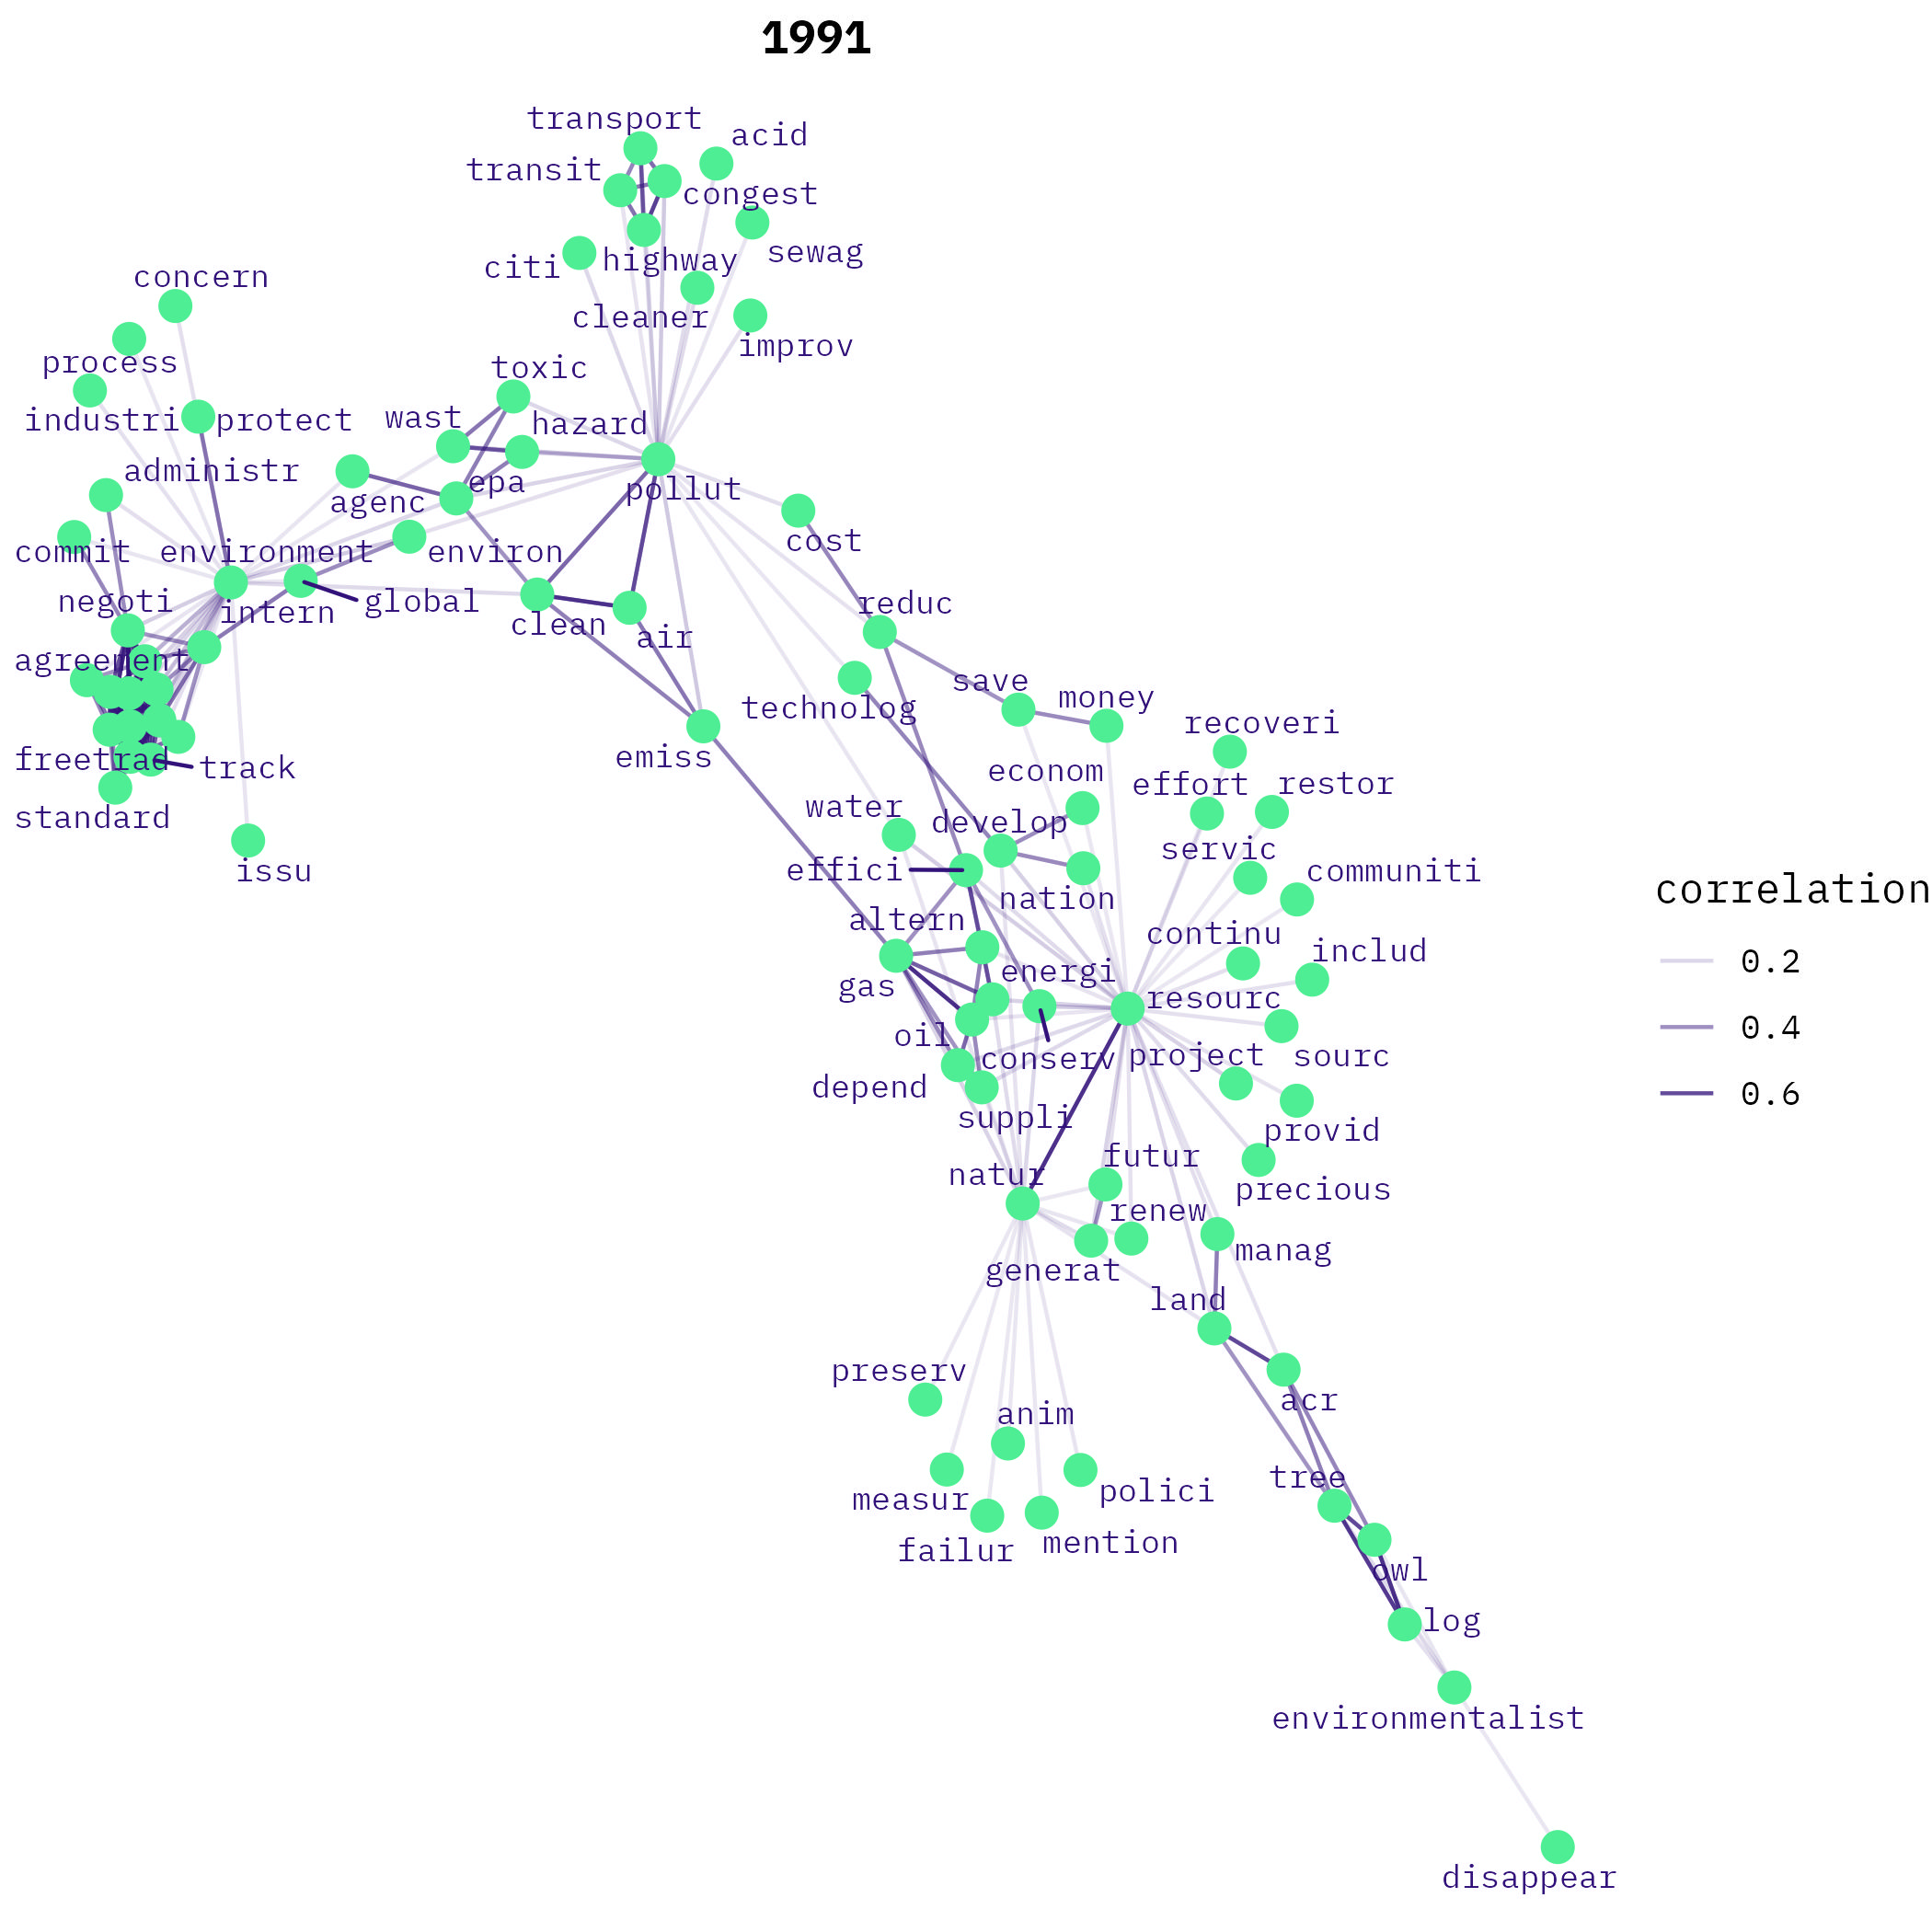 1991
transport
acid
transit
congest
sewag
citi
highway
concern
cleaner
improv
process
toxic
industri
protect
wast
hazard
administr
epa
pollut
agenc
cost
commit
environment
environ
negoti
global
reduc
intern
clean
air
agreement
save
money
technolog
recoveri
freetrad
track
emiss
econom
effort
restor
standard
water
develop
servic
issu
effici
communiti
nation
altern
continu
includ
energi
gas
resourc
oil
conserv
project
sourc
depend
suppli
provid
futur
natur
precious
renew
manag
generat
land
preserv
acr
anim
tree
measur
polici
failur
mention
owl
log
environmentalist
disappear
correlation
0.2
0.4
0.6